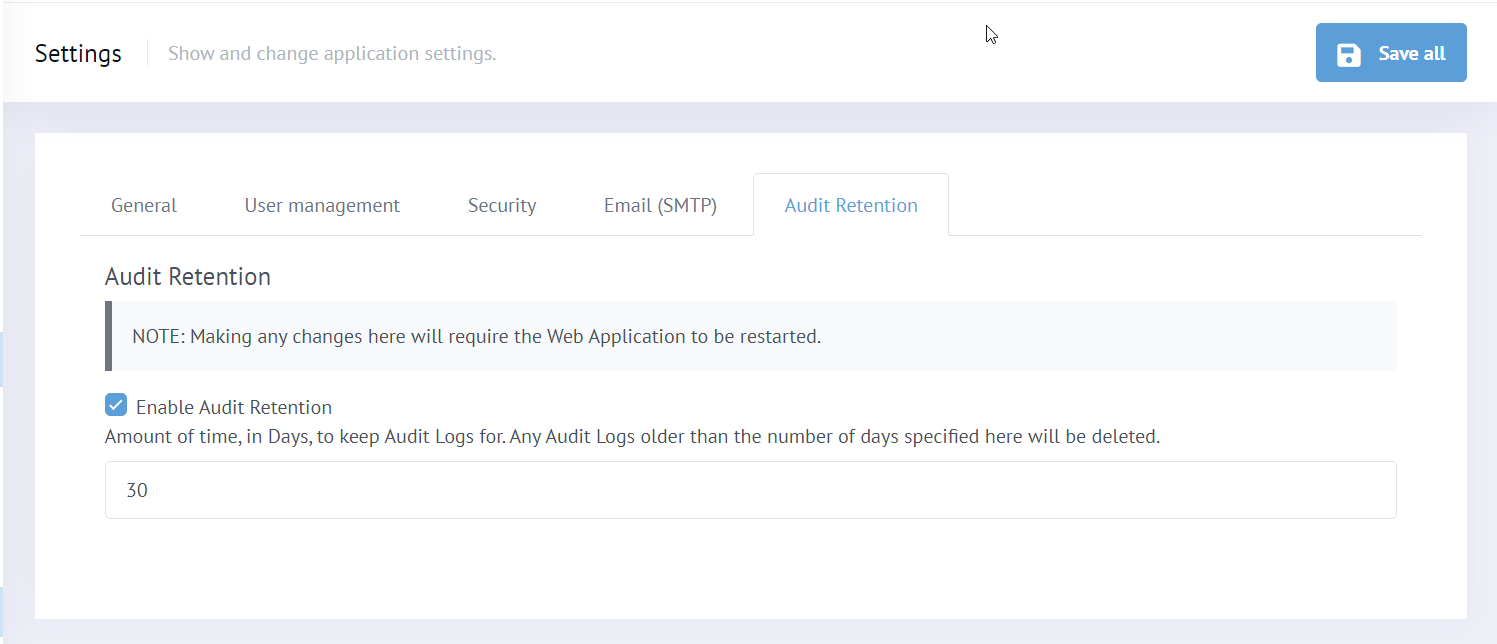 Settings
Show and change application settings.
Save all
General
User management
Security
Email (SMTP)
Audit Retention
Audit Retention
NOTE: Making any changes here will require the Web Application to be restarted.
Enable Audit Retention
Amount of time, in Days, to keep Audit Logs for. Any Audit Logs older than the number of days specified here will be deleted.
30